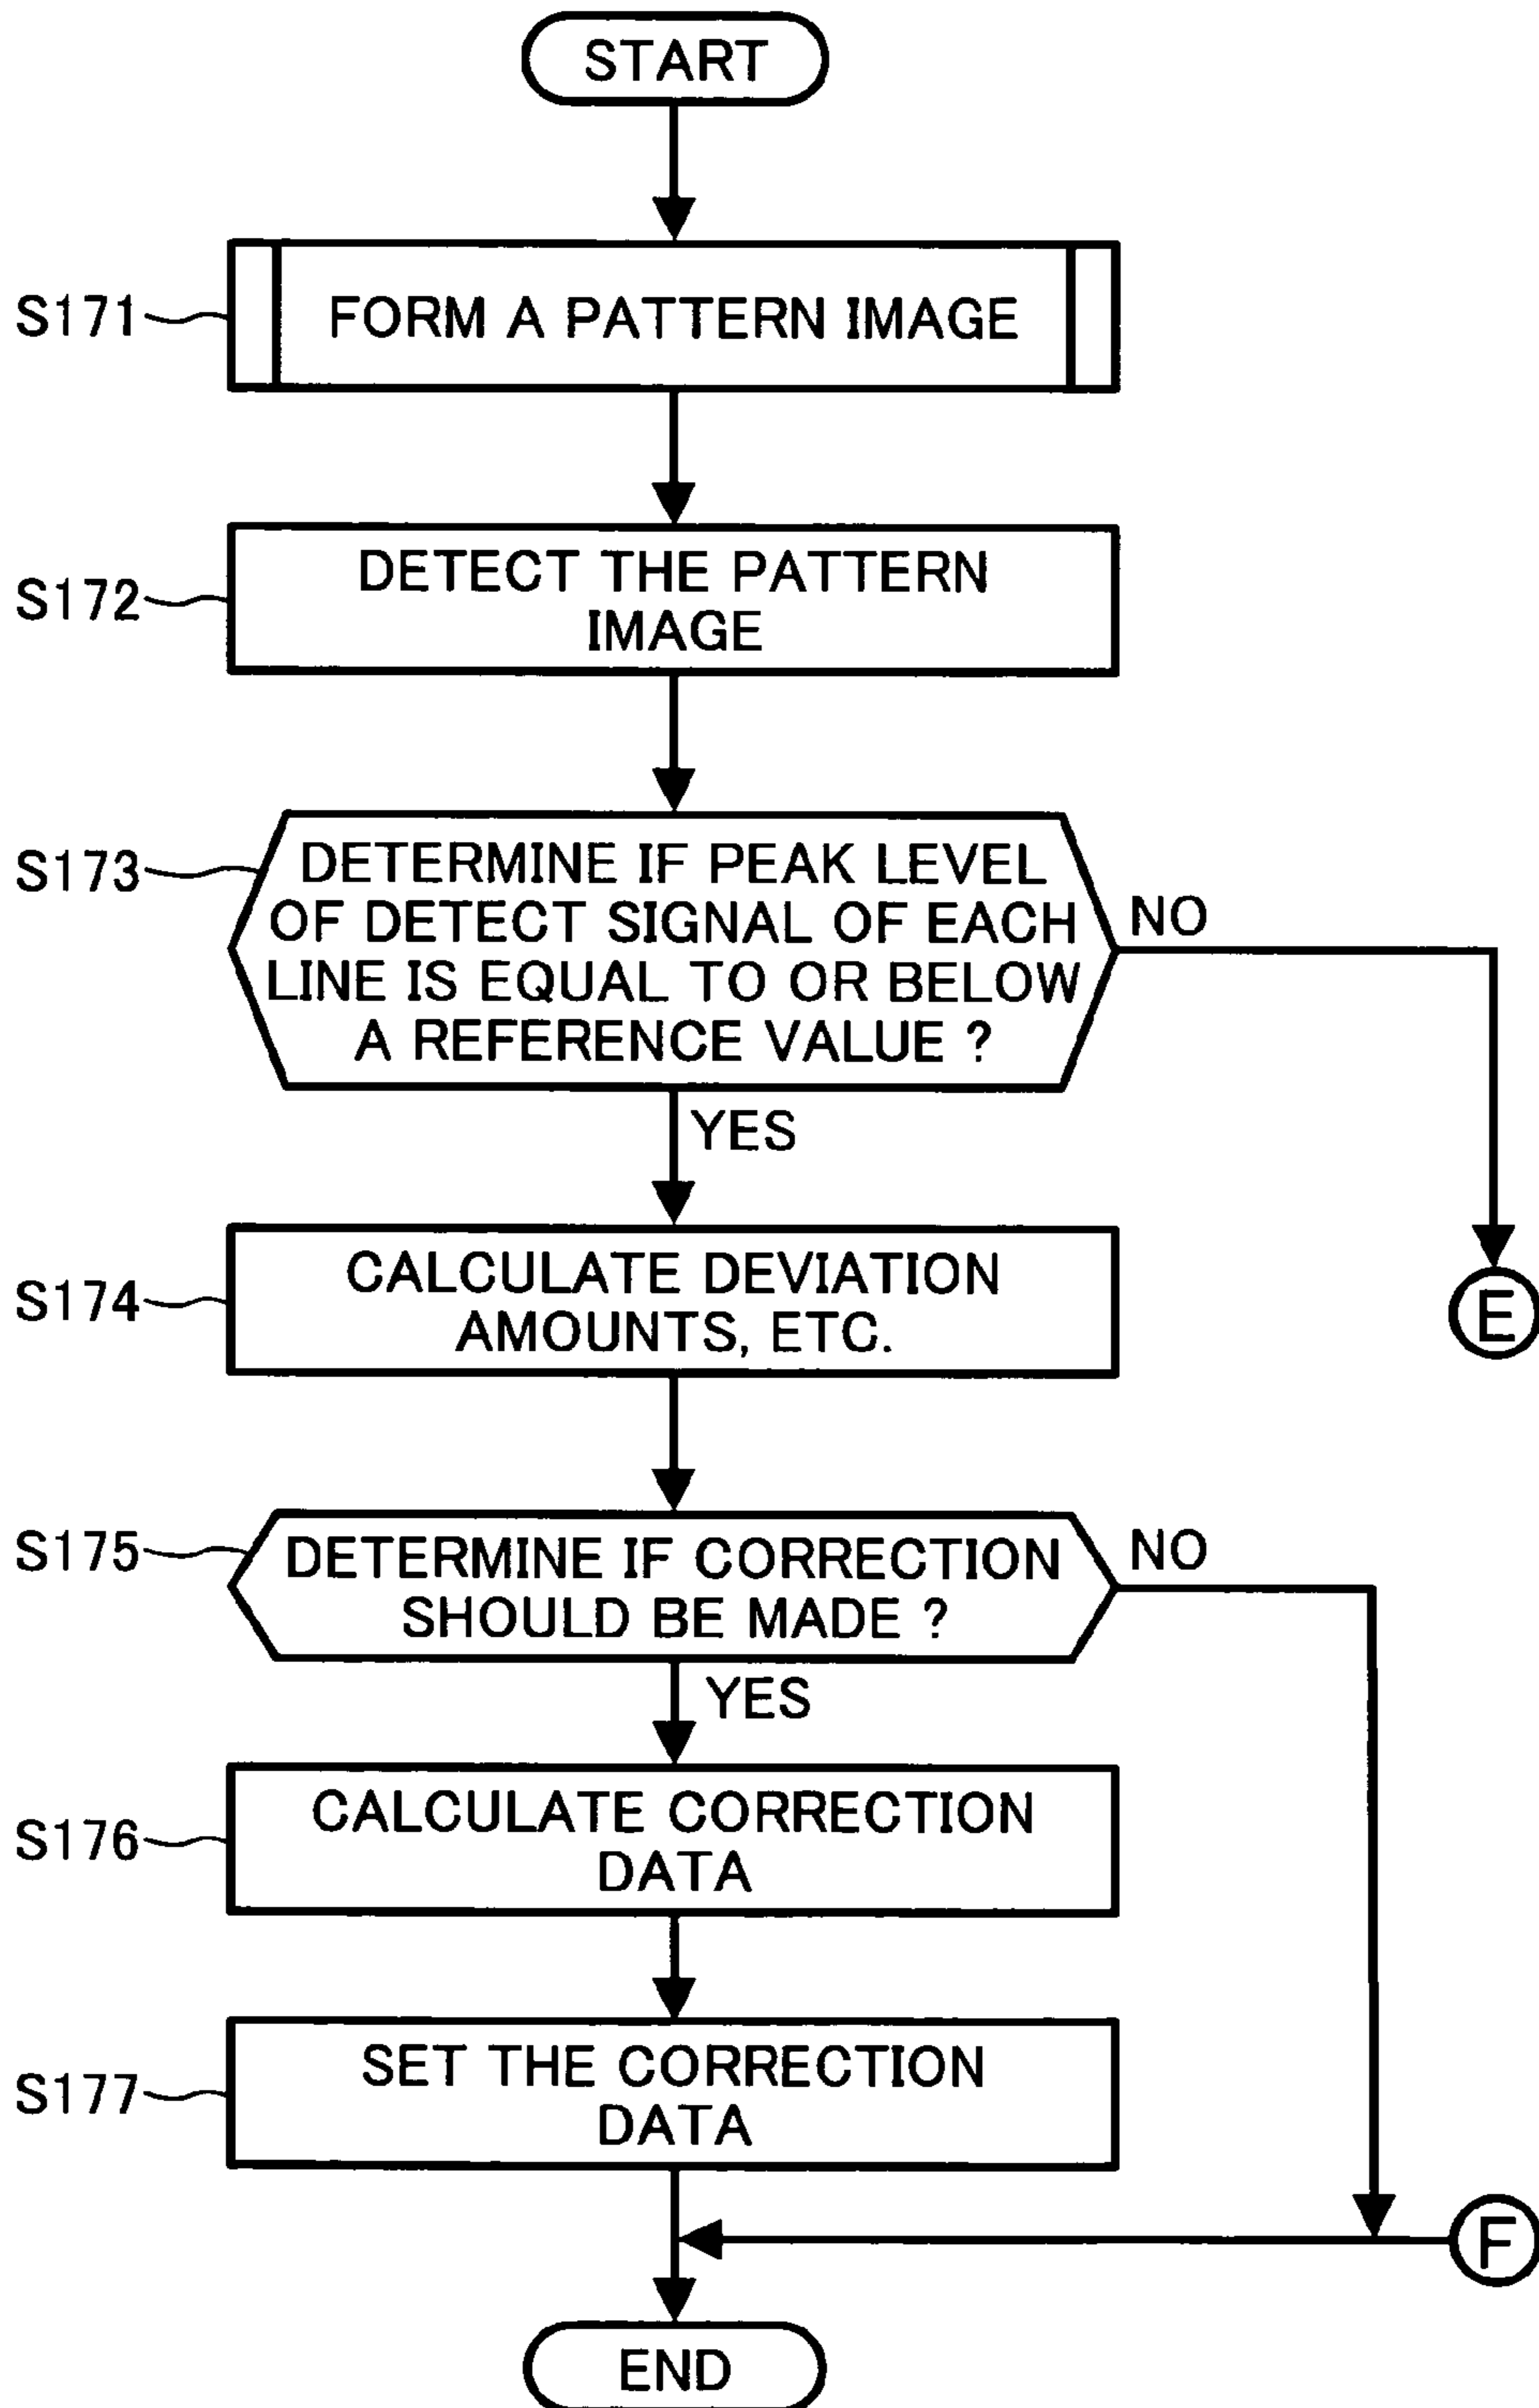 START
S171
FORM A PATTERN IMAGE
S172
DETECT THE PATTERN
IMAGE
S173
DETERMINE IF PEAK LEVEL
OF DETECT SIGNAL OF EACH
LINE IS EQUAL TO OR BELOW
A REFERENCE VALUE ?
NO
YES
S174
CALCULATE DEVIATION
AMOUNTS, ETC.
E
S175
DETERMINE IF CORRECTION
SHOULD BE MADE ?
NO
YES
S176
CALCULATE CORRECTION
DATA
S177
SET THE CORRECTION
DATA
F
END